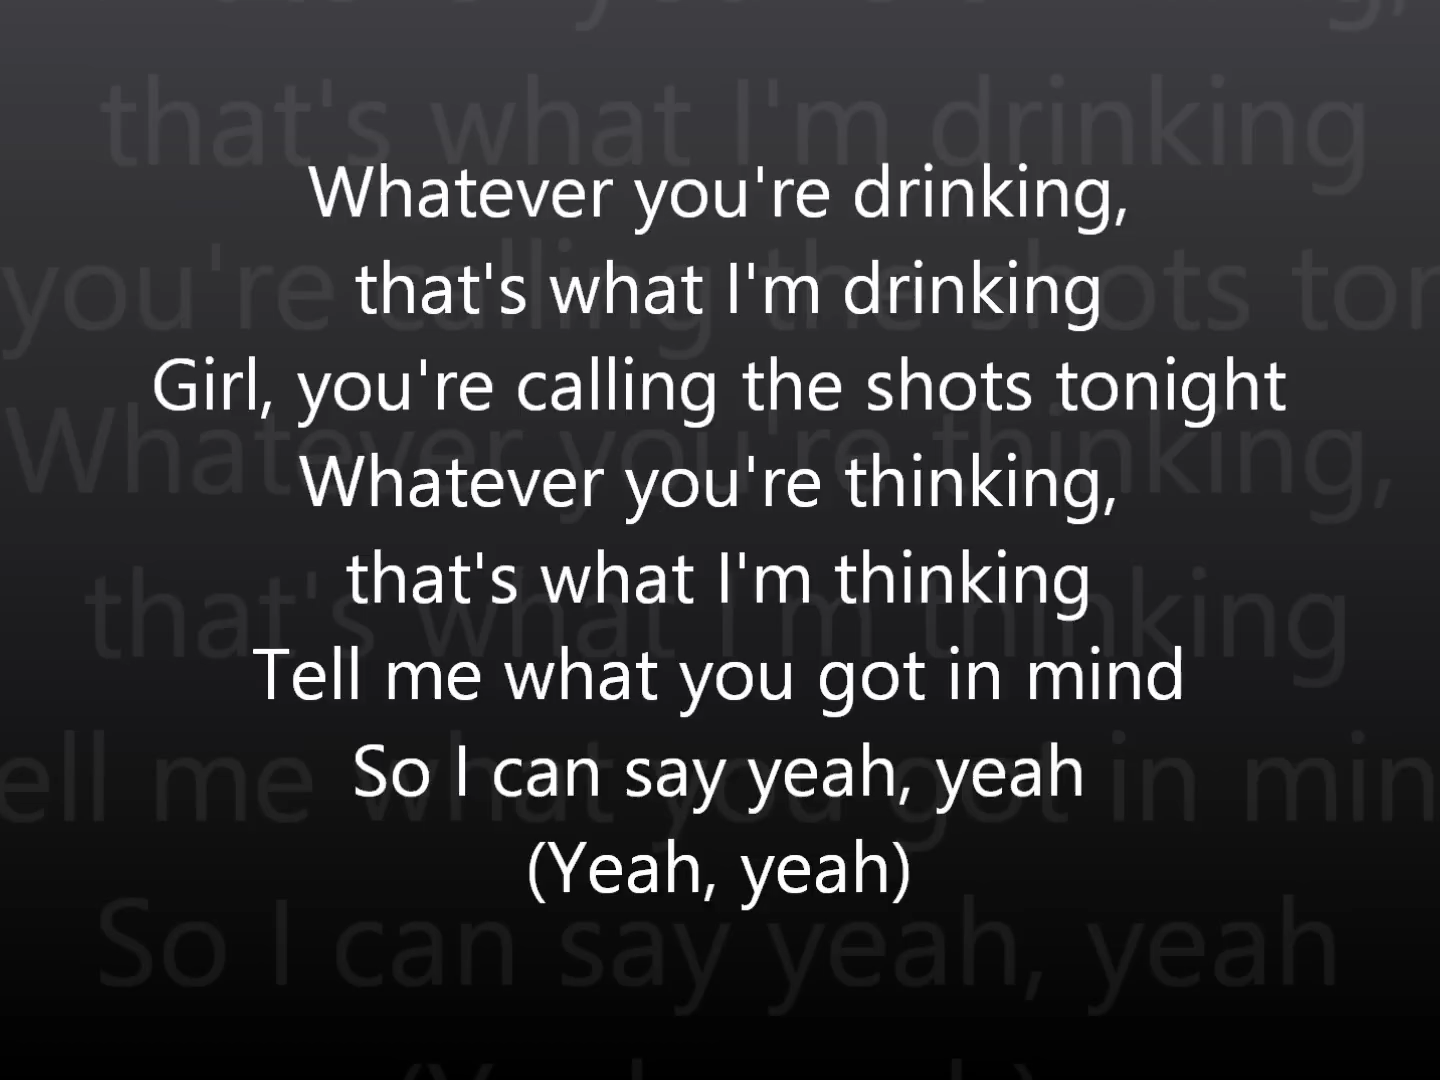 Whatever you're drinking,
that's what I'm drinking
Girl, you're calling the shots tonight
Whatever you're thinking,
that's what I'm thinking
Tell me what you got in mind
So I can say yeah, yeah
(Yeah, yeah)